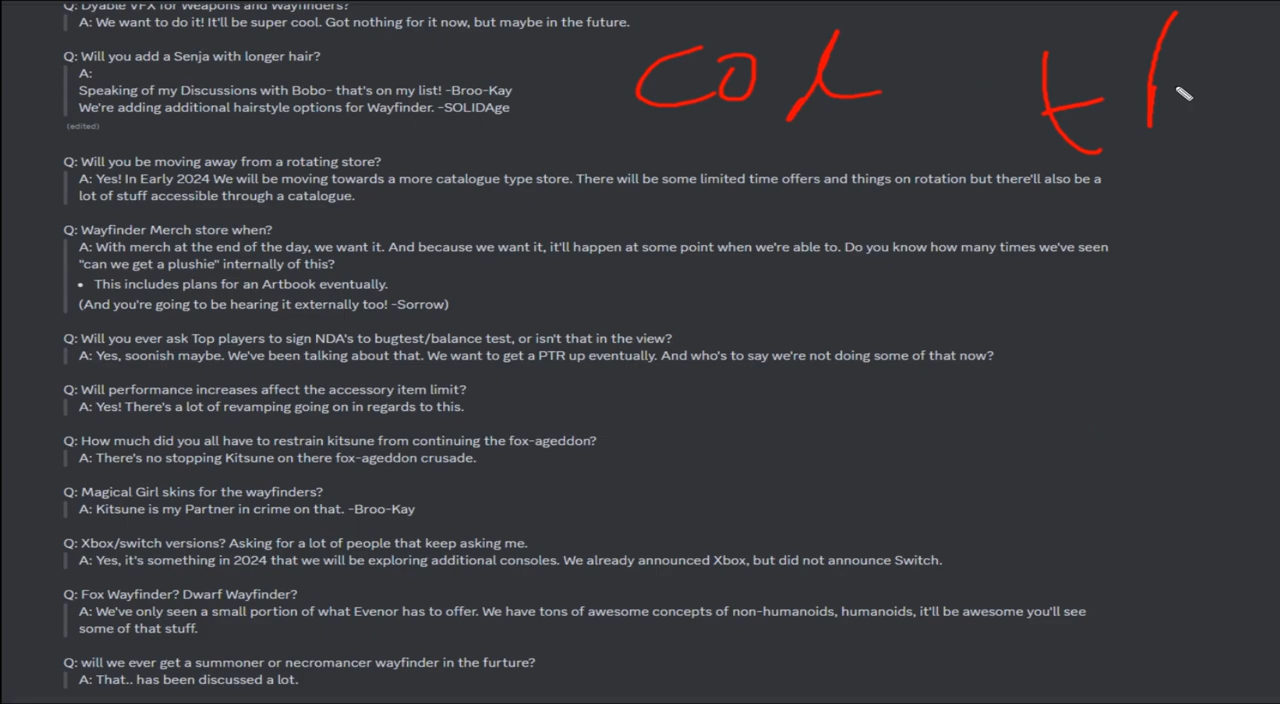 Q: Dyable VFX for Weapons and Wayfinders?
A: We want to do it! It'll be super cool. Got nothing for it now, but maybe in the future.
Q: Will you add a Senja with longer hair?
A:
Speaking of my Discussions with Bobo- that's on my list! -Broo-Kay
We're adding additional hairstyle options for Wayfinder. -SOLIDAge
(edited)
Q: Will you be moving away from a rotating store?
A: Yes! In Early 2024 We will be moving towards a more catalogue type store. There will be some limited time offers and things on rotation but there'll also be a
lot of stuff accessible through a catalogue.
Q: Wayfinder Merch store when?
A: With merch at the end of the day, we want it. And because we want it, it'll happen at some point when we're able to. Do you know how many times we've seen
"can we get a plushie" internally of this?
• This includes plans for an Artbook eventually.
(And you're going to be hearing it externally too! -Sorrow)
Q: Will you ever ask Top players to sign NDA's to bugtest/balance test, or isn't that in the view?
A: Yes, soonish maybe. We've been talking about that. We want to get a PTR up eventually. And who's to say we're not doing some of that now?
Q: Will performance increases affect the accessory item limit?
A: Yes! There's a lot of revamping going on in regards to this.
Q: How much did you all have to restrain kitsune from continuing the fox-ageddon?
A: There's no stopping Kitsune on there fox-ageddon crusade.
Q: Magical Girl skins for the wayfinders?
A: Kitsune is my Partner in crime on that. -Broo-Kay
Q: Xbox/switch versions? Asking for a lot of people that keep asking me.
A: Yes, it's something in 2024 that we will be exploring additional consoles. We already announced Xbox, but did not announce Switch.
Q: Fox Wayfinder? Dwarf Wayfinder?
A: We've only seen a small portion of what Evenor has to offer. We have tons of awesome concepts of non-humanoids, humanoids, it'll be awesome you'll see
some of that stuff.
Q: will we ever get a summoner or necromancer wayfinder in the furture?
A: That.. has been discussed a lot.